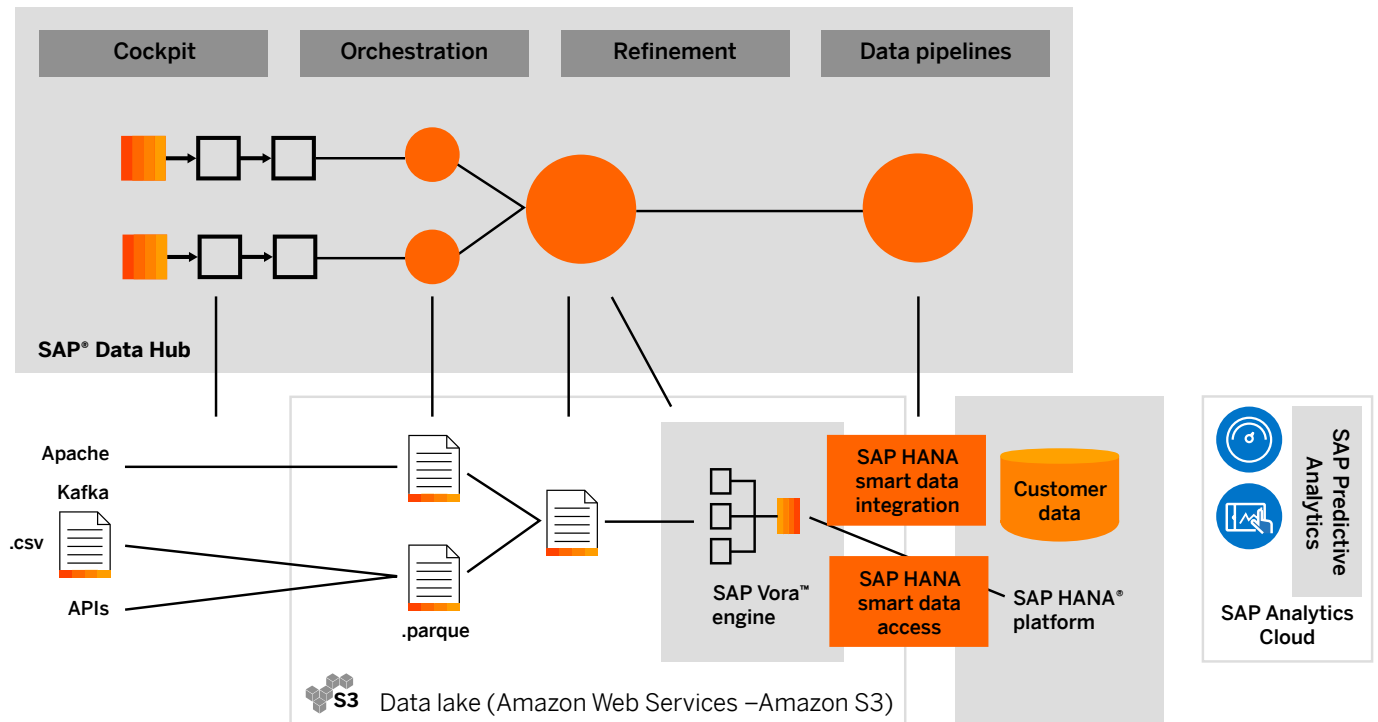 Cockpit
Orchestration
Refinement
Data pipelines
SAP® Data Hub
Apache
Kafka
.csv
APIs
.parque
SAP Vora™
engine
SAP HANA
smart data
integration
SAP HANA
smart data
access
Customer
data
SAP HANA®
platform
SAP Predictive
Analytics
SAP Analytics
Cloud
S3
Data lake (Amazon Web Services –Amazon S3)